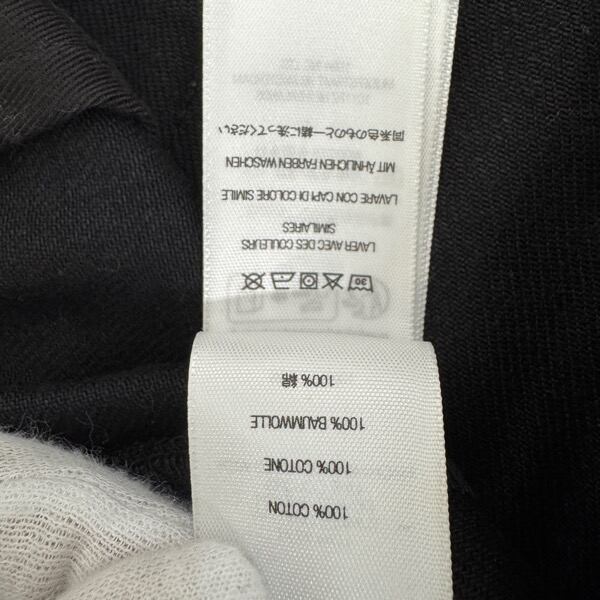 100% COTON
100% COTONE
100% BAUMWOLLE
100% 綿
30
LAVER AVEC DES COULEURS
SIMILAIRES
LAVARE CON CAPI DI COLORE SIMILE
MIT ÄHNLICHEN FARBEN WASCHEN
同系色のものと一緒に洗ってください